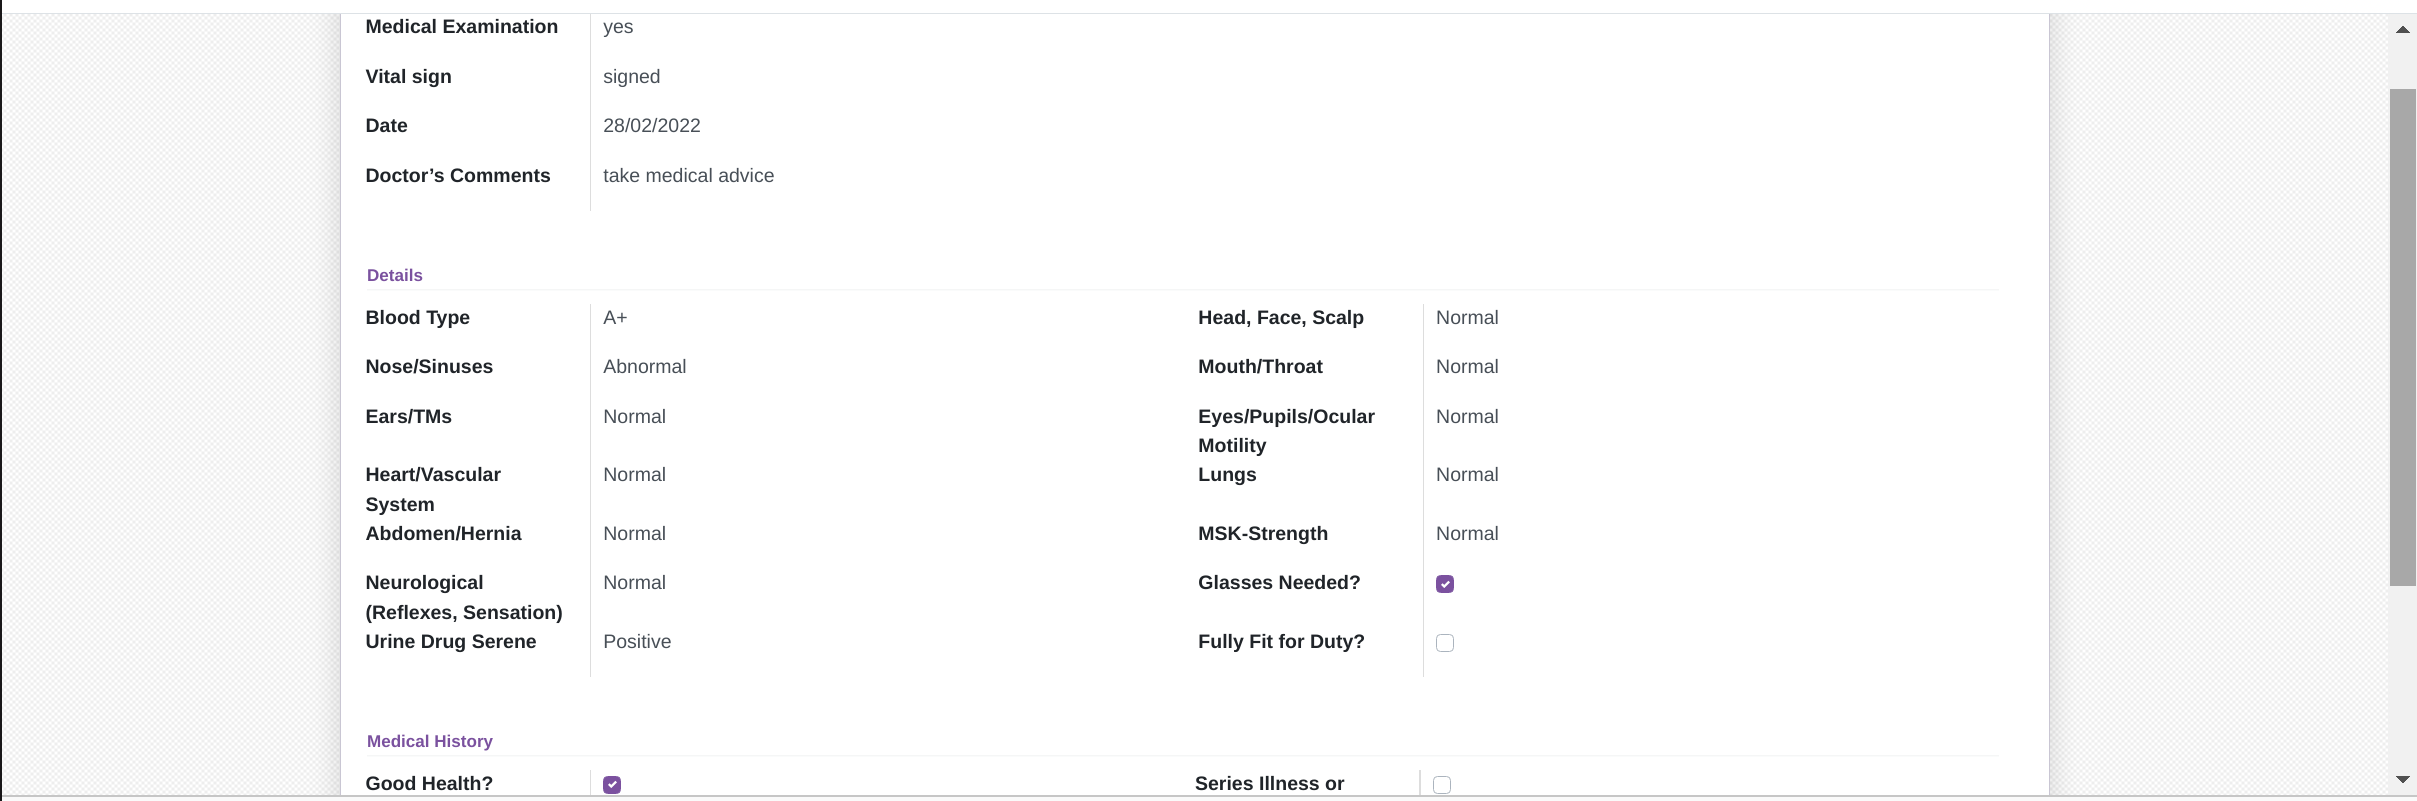 Medical Examination yes
Vital sign signed
Date 28/02/2022
Doctor’s Comments take medical advice
Details
Blood Type A+ Head, Face, Scalp Normal
Nose/Sinuses Abnormal Mouth/Throat Normal
Ears/TMs Normal Eyes/Pupils/Ocular Normal
Motility
Heart/Vascular Normal Lungs Normal
System
Abdomen/Hernia Normal MSK-Strength Normal
Neurological Normal Glasses Needed?
(Reflexes, Sensation)
Urine Drug Serene Positive Fully Fit for Duty?
Medical History
Good Health? Series Illness or